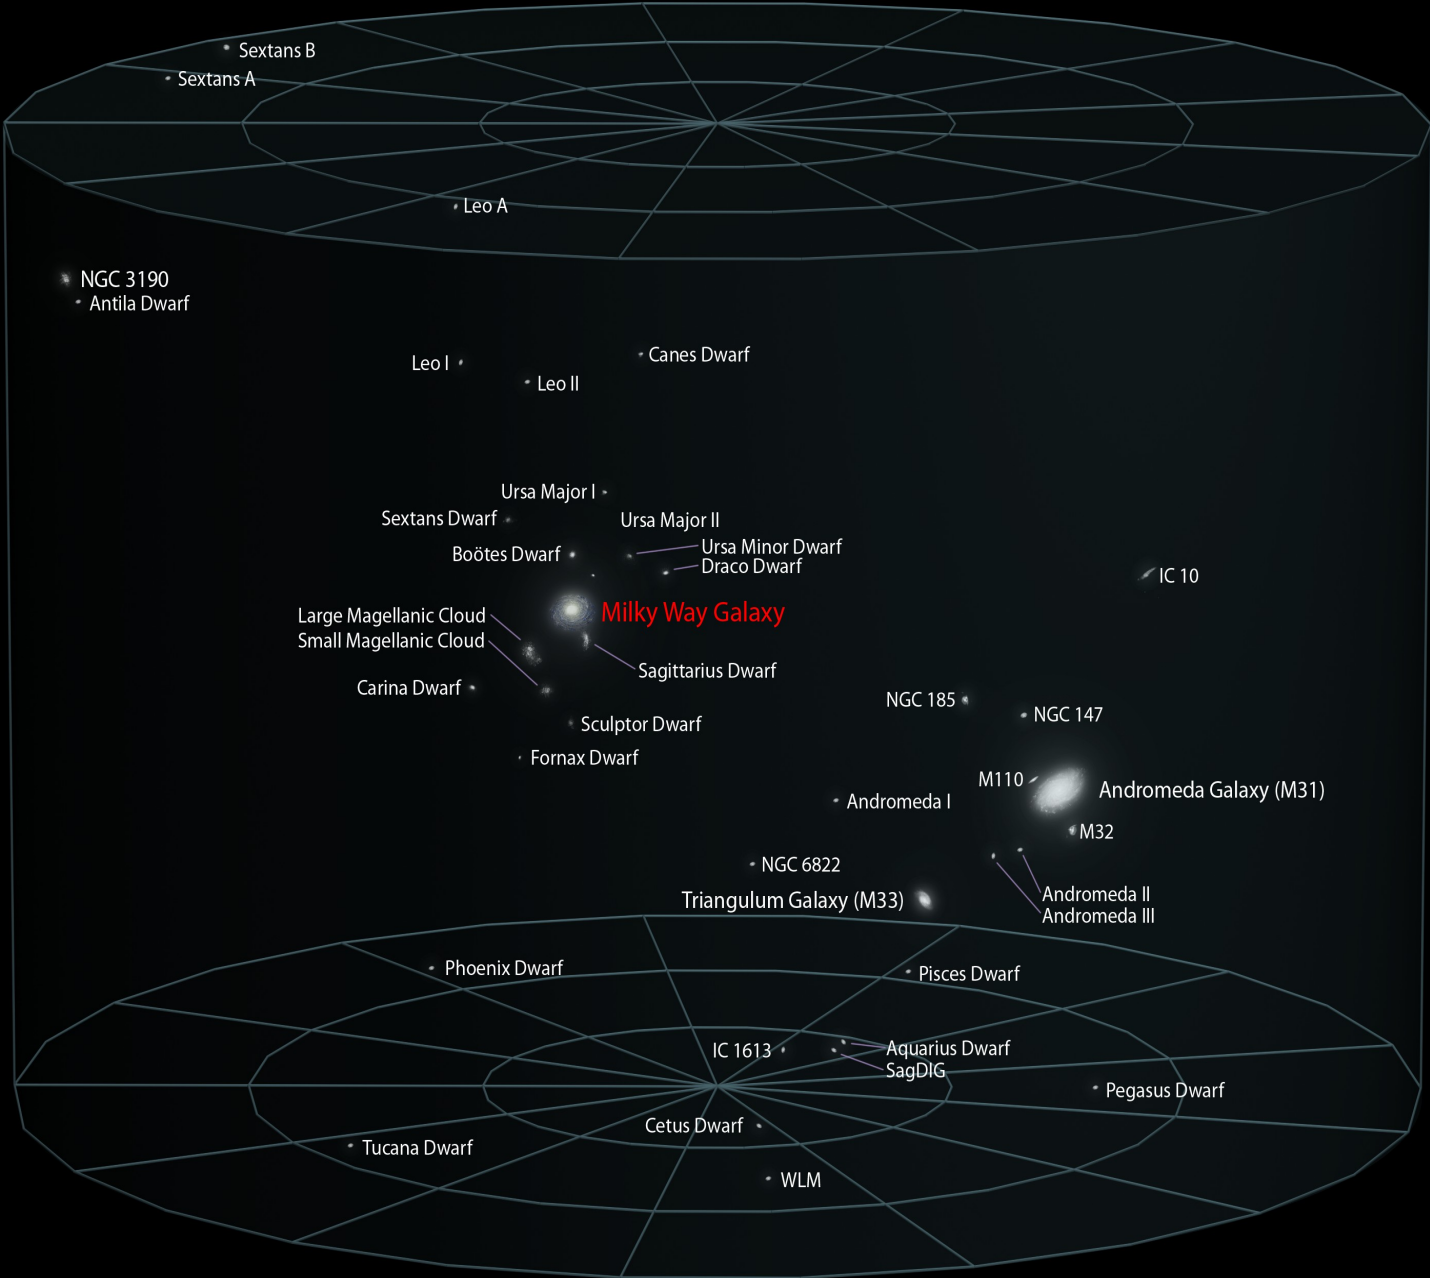 Sextans B
Sextans A
Leo A
NGC 3190
Antila Dwarf
Canes Dwarf
Leo I
Leo II
Ursa Major I
Sextans Dwarf
Ursa Major II
Ursa Minor Dwarf
Boötes Dwarf
Draco Dwarf
IC 10
Milky Way Galaxy
Large Magellanic Cloud
Small Magellanic Cloud
Sagittarius Dwarf
Carina Dwarf
NGC 185
NGC 147
Sculptor Dwarf
Fornax Dwarf
M110
Andromeda Galaxy (M31)
Andromeda I
M32
NGC 6822
Andromeda II
Triangulum Galaxy (M33)
Andromeda III
Phoenix Dwarf
Pisces Dwarf
IC 1613
Aquarius Dwarf
SagDIG
Pegasus Dwarf
Cetus Dwarf
Tucana Dwarf
WLM